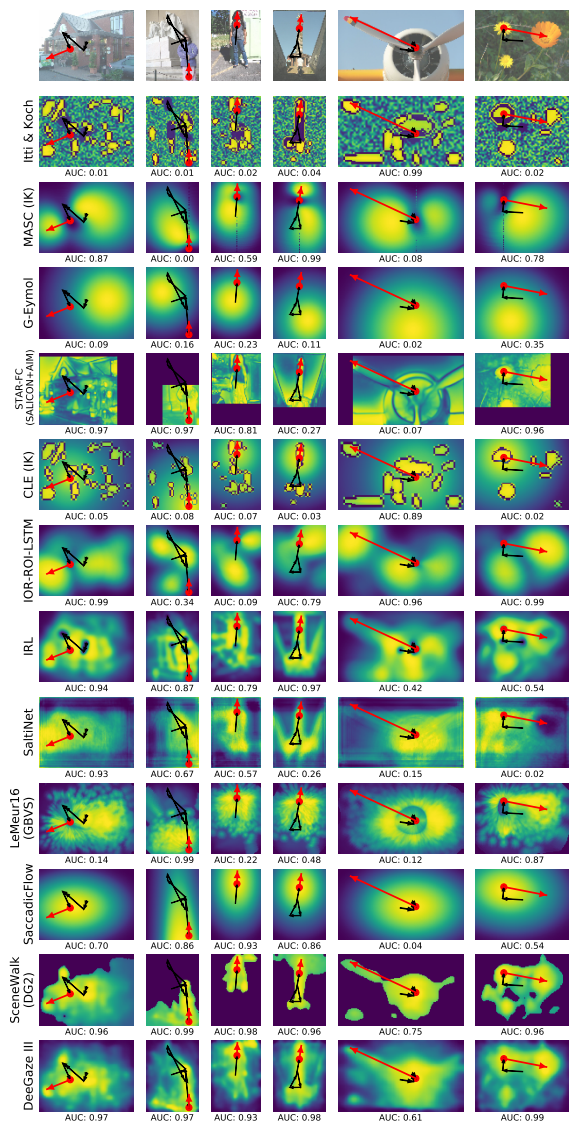 Itti & Koch
AUC: 0.01 AUC: 0.01 AUC: 0.02 AUC: 0.04 AUC: 0.99 AUC: 0.02
MASC (IK)
AUC: 0.87 AUC: 0.00 AUC: 0.59 AUC: 0.99 AUC: 0.08 AUC: 0.78
G-Eymol
AUC: 0.09 AUC: 0.16 AUC: 0.23 AUC: 0.11 AUC: 0.02 AUC: 0.35
STAR-FC
(SALICON+AIM)
AUC: 0.97 AUC: 0.97 AUC: 0.81 AUC: 0.27 AUC: 0.07 AUC: 0.96
CLE (IK)
AUC: 0.05 AUC: 0.08 AUC: 0.07 AUC: 0.03 AUC: 0.89 AUC: 0.02
IOR-ROI-LSTM
AUC: 0.99 AUC: 0.34 AUC: 0.09 AUC: 0.79 AUC: 0.96 AUC: 0.99
IRL
AUC: 0.94 AUC: 0.87 AUC: 0.79 AUC: 0.97 AUC: 0.42 AUC: 0.54
SaltiNet
AUC: 0.93 AUC: 0.67 AUC: 0.57 AUC: 0.26 AUC: 0.15 AUC: 0.02
LeMeur16
(GBVS)
AUC: 0.14 AUC: 0.99 AUC: 0.22 AUC: 0.48 AUC: 0.12 AUC: 0.87
SaccadicFlow
AUC: 0.70 AUC: 0.86 AUC: 0.93 AUC: 0.86 AUC: 0.04 AUC: 0.54
SceneWalk
(DG2)
AUC: 0.96 AUC: 0.99 AUC: 0.98 AUC: 0.96 AUC: 0.75 AUC: 0.96
DeeGaze III
AUC: 0.97 AUC: 0.97 AUC: 0.93 AUC: 0.98 AUC: 0.61 AUC: 0.99